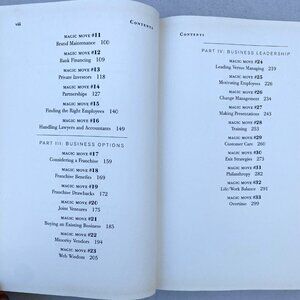 viii
CONTENTS
MAGIC MOVE #11
Brand Maintenance 100
MAGIC MOVE #12
Bank Financing 109
MAGIC MOVE #13
Private Investors 118
MAGIC MOVE #14
Partnerships 127
MAGIC MOVE #15
Finding the Right Employees 140
MAGIC MOVE #16
Handling Lawyers and Accountants 149
PART III: BUSINESS OPTIONS
MAGIC MOVE #17
Considering a Franchise 159
MAGIC MOVE #18
Franchise Benefits 169
MAGIC MOVE #19
Franchise Drawbacks 172
MAGIC MOVE #20
Joint Ventures 175
MAGIC MOVE #21
Buying an Existing Business 185
MAGIC MOVE #22
Minority Vendors 194
MAGIC MOVE #23
Web Wisdom 205
CONTENTS
PART IV: BUSINESS LEADERSHIP
MAGIC MOVE #24
Leading Versus Managing 219
MAGIC MOVE #25
Motivating Employees 226
MAGIC MOVE #26
Change Management 234
MAGIC MOVE #27
Making Presentations 245
MAGIC MOVE #28
Training 253
MAGIC MOVE #29
Customer Care 260
MAGIC MOVE #30
Exit Strategies 273
MAGIC MOVE #31
Philanthropy 282
MAGIC MOVE #32
Life/Work Balance 291
MAGIC MOVE #33
Overtime 299